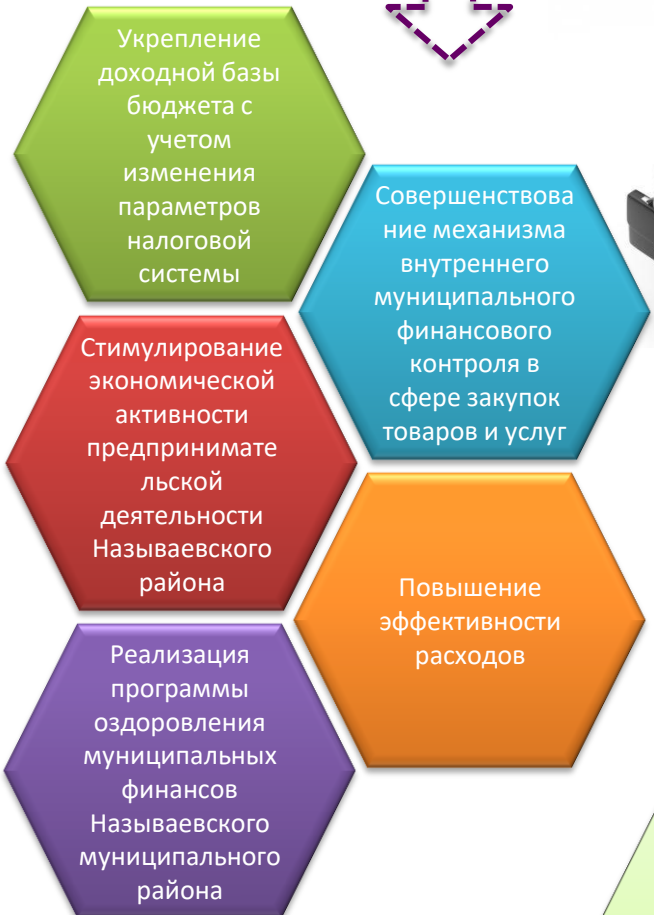 Укрепление
доходной базы
бюджета с
учетом
изменения
параметров
налоговой
системы
Совершенствова
ние механизма
внутреннего
муниципального
финансового
контроля в
сфере закупок
товаров и услуг
Стимулирование
экономической
активности
предпринимате
льской
деятельности
Называевского
района
Повышение
эффективности
расходов
Реализация
программы
оздоровления
муниципальных
финансов
Называевского
муниципального
района